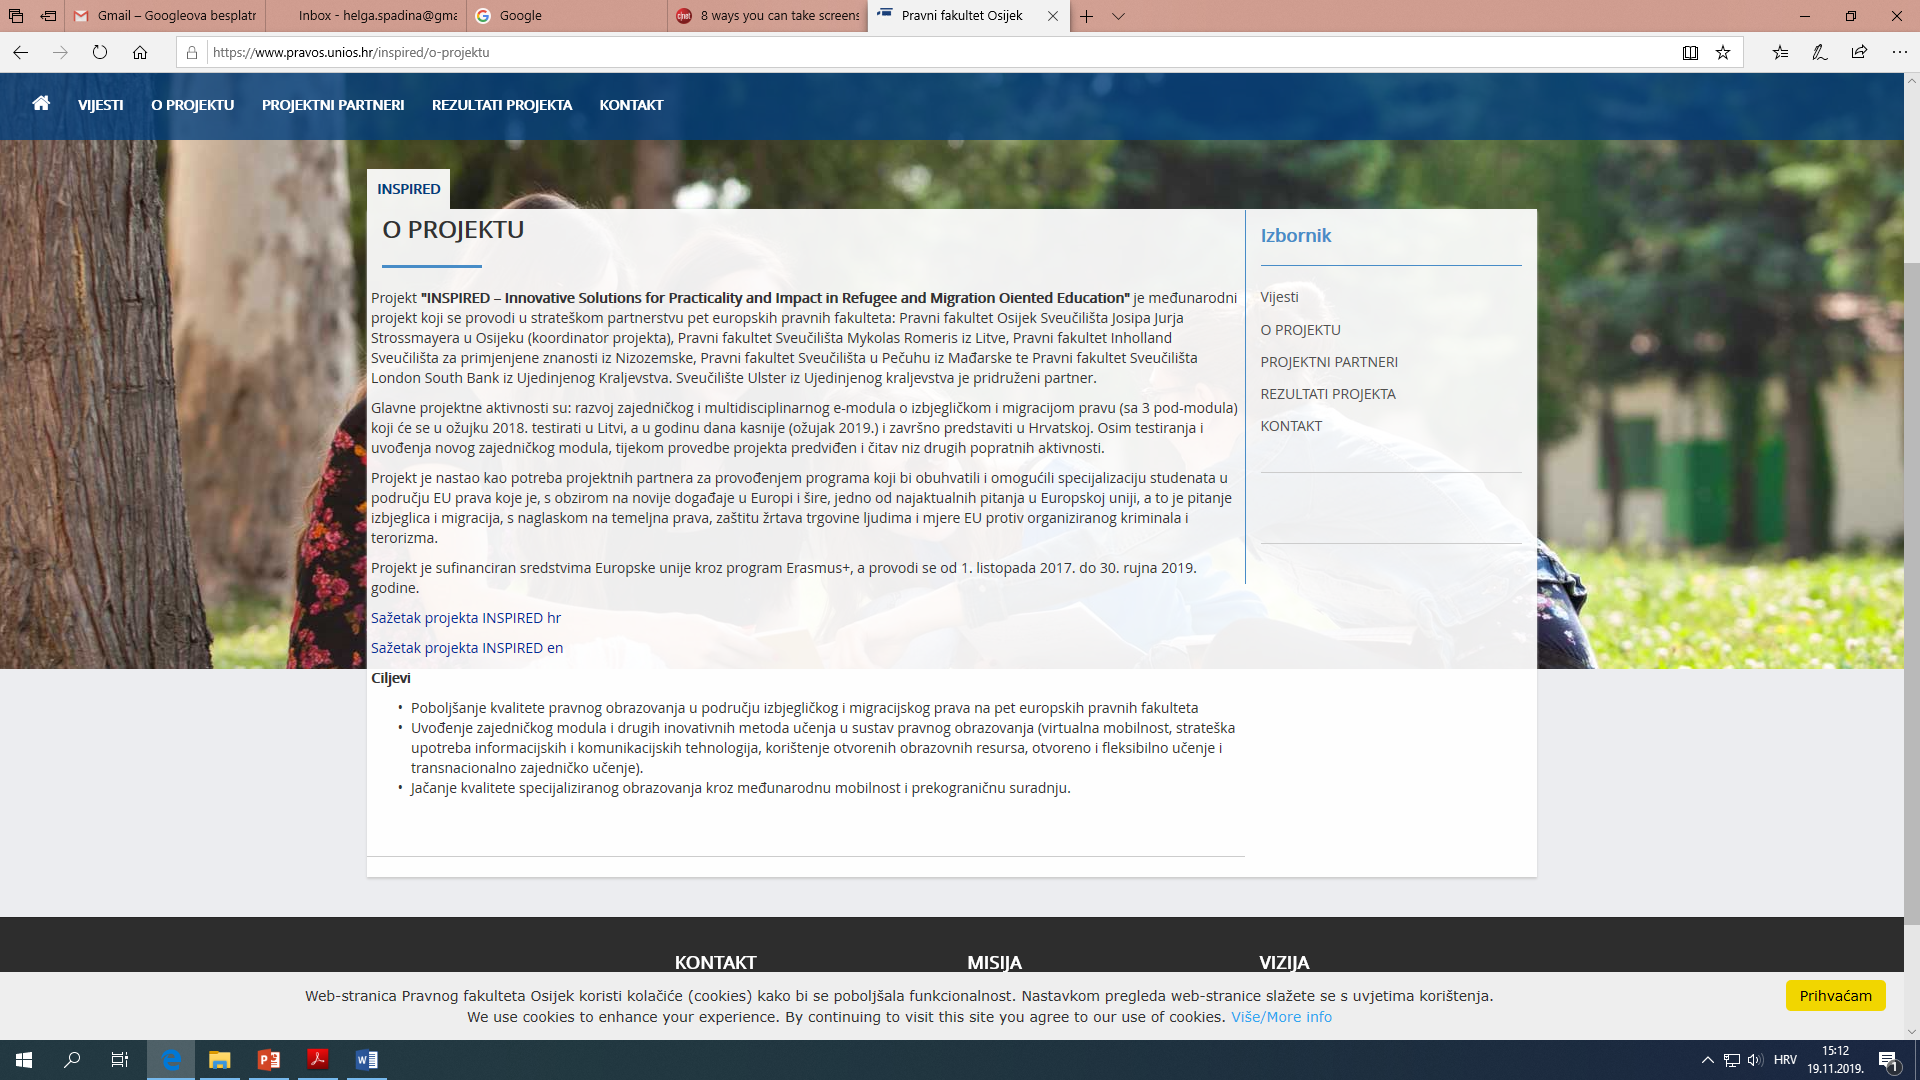 Gmail – Googleova besplatr
Inbox - helga.spadina@gma
Google
8 ways you can take screens
Pravni fakultet Osijek
https://www.pravos.unios.hr/inspired/o-projektu
VIJESTI
O PROJEKTU
PROJEKTNI PARTNERI
REZULTATI PROJEKTA
KONTAKT
INSPIRED
O PROJEKTU
Projekt "INSPIRED – Innovative Solutions for Practicality and Impact in Refugee and Migration Oiented Education" je međunarodni
projekt koji se provodi u strateškom partnerstvu pet europskih pravnih fakulteta: Pravni fakultet Osijek Sveučilišta Josipa Jurja
Strossmayera u Osijeku (koordinator projekta), Pravni fakultet Sveučilišta Mykolas Romeris iz Litve, Pravni fakultet Inholland
Sveučilišta za primjenjene znanosti iz Nizozemske, Pravni fakultet Sveučilišta u Pečuhu iz Mađarske te Pravni fakultet Sveučilišta
London South Bank iz Ujedinjenog Kraljevstva. Sveučilište Ulster iz Ujedinjenog kraljevstva je pridruženi partner.
Glavne projektne aktivnosti su: razvoj zajedničkog i multidisciplinarnog e-modula o izbjegličkom i migracijom pravu (sa 3 pod-modula)
koji će se u ožujku 2018. testirati u Litvi, a u godinu dana kasnije (ožujak 2019.) i završno predstaviti u Hrvatskoj. Osim testiranja i
uvođenja novog zajedničkog modula, tijekom provedbe projekta predviđen i čitav niz drugih popratnih aktivnosti.
Projekt je nastao kao potreba projektnih partnera za provođenjem programa koji bi obuhvatili i omogućili specijalizaciju studenata u
području EU prava koje je, s obzirom na novije događaje u Europi i šire, jedno od najaktualnih pitanja u Europskoj uniji, a to je pitanje
izbjeglica i migracija, s naglaskom na temeljna prava, zaštitu žrtava trgovine ljudima i mjere EU protiv organiziranog kriminala i
terorizma.
Projekt je sufinanciran sredstvima Europske unije kroz program Erasmus+, a provodi se od 1. listopada 2017. do 30. rujna 2019.
godine.
Sažetak projekta INSPIRED hr
Sažetak projekta INSPIRED en
Ciljevi
• Poboljšanje kvalitete pravnog obrazovanja u području izbjegličkog i migracijskog prava na pet europskih pravnih fakulteta
• Uvođenje zajedničkog modula i drugih inovativnih metoda učenja u sustav pravnog obrazovanja (virtualna mobilnost, strateška
upotreba informacijskih i komunikacijskih tehnologija, korištenje otvorenih obrazovnih resursa, otvoreno i fleksibilno učenje i
transnacionalno zajedničko učenje).
• Jačanje kvalitete specijaliziranog obrazovanja kroz međunarodnu mobilnost i prekograničnu suradnju.
Izbornik
Vijesti
O PROJEKTU
PROJEKTNI PARTNERI
REZULTATI PROJEKTA
KONTAKT
KONTAKT
MISIJA
VIZIJA
Web-stranica Pravnog fakulteta Osijek koristi kolačiće (cookies) kako bi se poboljšala funkcionalnost. Nastavkom pregleda web-stranice slažete se s uvjetima korištenja.
We use cookies to enhance your experience. By continuing to visit this site you agree to our use of cookies. Više/More info
Prihvaćam
HRV
15:12
19.11.2019.
1